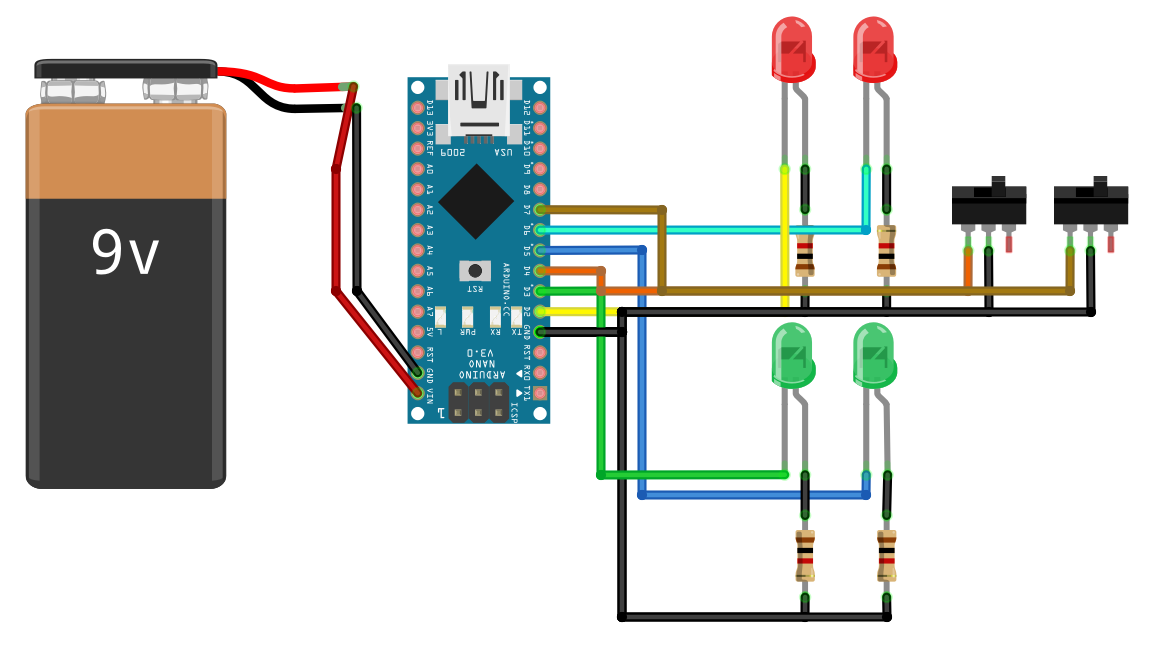 9v
D13
3V3
REF
A0
A1
A2
A3
A4
A5
A6
A7
5V
RST
GND
VIN
D12
D11
D10
D9
D8
D7
D6
D5
D4
D3
D2
GND
RST
RX0
TX1
USA
2009
RST
ARDUINO.CC
L
PWR
RX
TX
ARDUINO
NANO
V3.0
ICSP
1